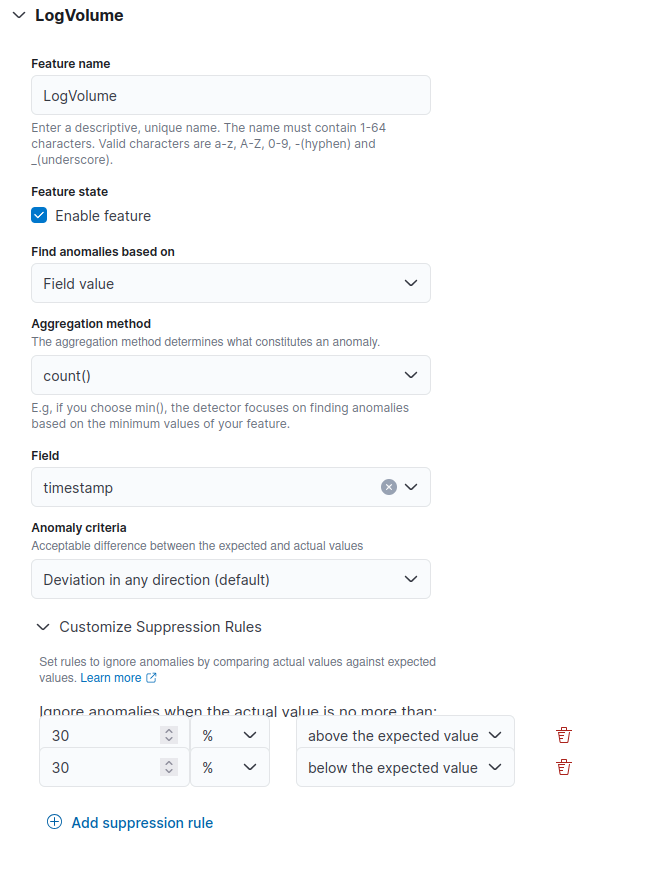 LogVolume
Feature name
LogVolume
Enter a descriptive, unique name. The name must contain 1-64
characters. Valid characters are a-z, A-Z, 0-9, -(hyphen) and
_(underscore).
Feature state
Enable feature
Find anomalies based on
Field value
Aggregation method
The aggregation method determines what constitutes an anomaly.
count()
E.g, if you choose min(), the detector focuses on finding anomalies
based on the minimum values of your feature.
Field
timestamp
Anomaly criteria
Acceptable difference between the expected and actual values
Deviation in any direction (default)
Customize Suppression Rules
Set rules to ignore anomalies by comparing actual values against expected
values. Learn more
Ignore anomalies when the actual value is no more than:
30 % above the expected value
30 % below the expected value
Add suppression rule